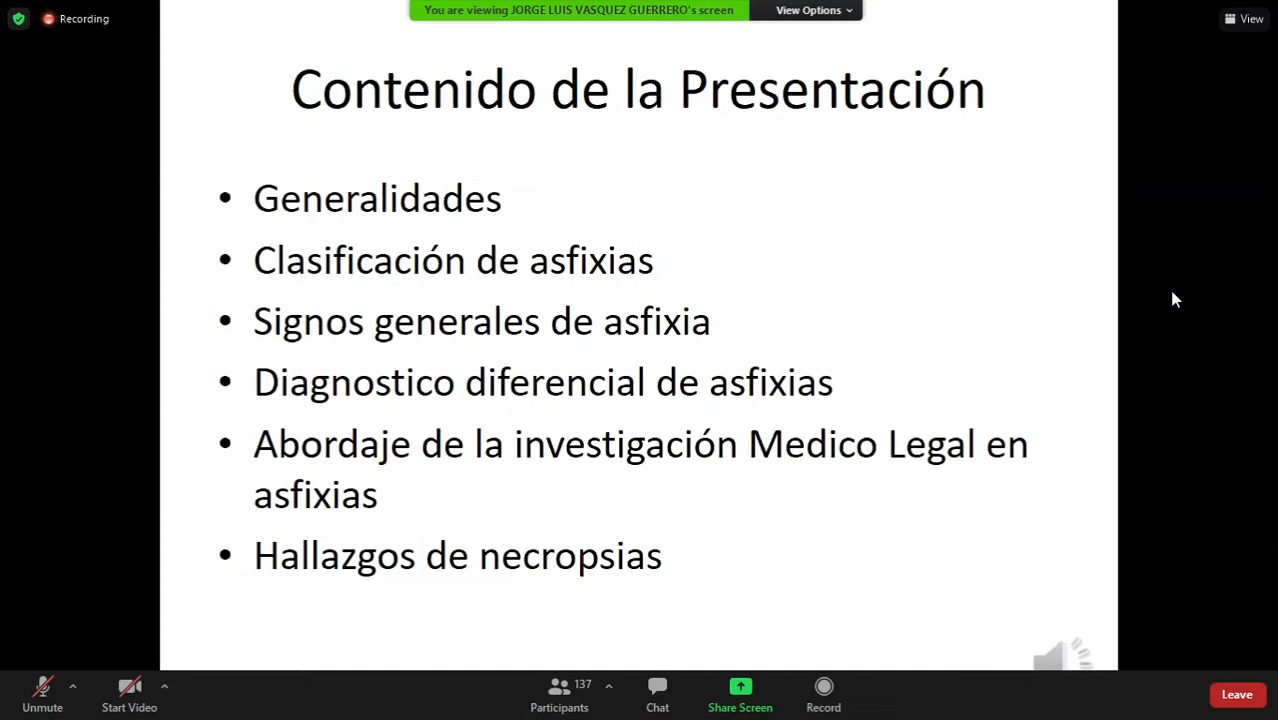 Recording
You are viewing JORGE LUIS VASQUEZ GUERRERO's screen
View Options
View
Contenido de la Presentación
• Generalidades
• Clasificación de asfixias
• Signos generales de asfixia
• Diagnostico diferencial de asfixias
• Abordaje de la investigación Medico Legal en
asfixias
• Hallazgos de necropsias
Unmute
Start Video
137
Participants
Chat
Share Screen
Record
Leave